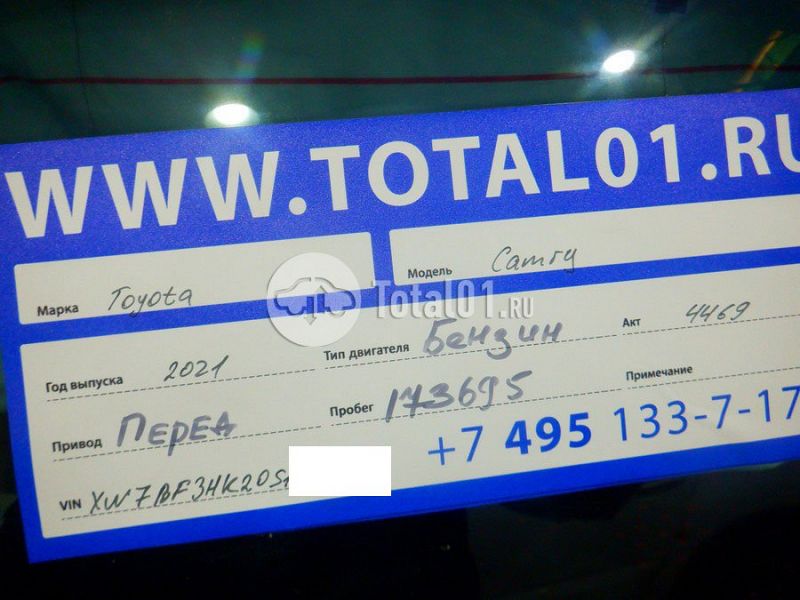 WWW.TOTAL01.RU
Марка Toyota Модель Camry
Total01.RU
Год выпуска 2021 Тип двигателя Бензин Акт 4469
Привод ПЕРЕД Пробег 173695 Примечание
+7 495 133-7-17
VIN XW7BF3HK20S